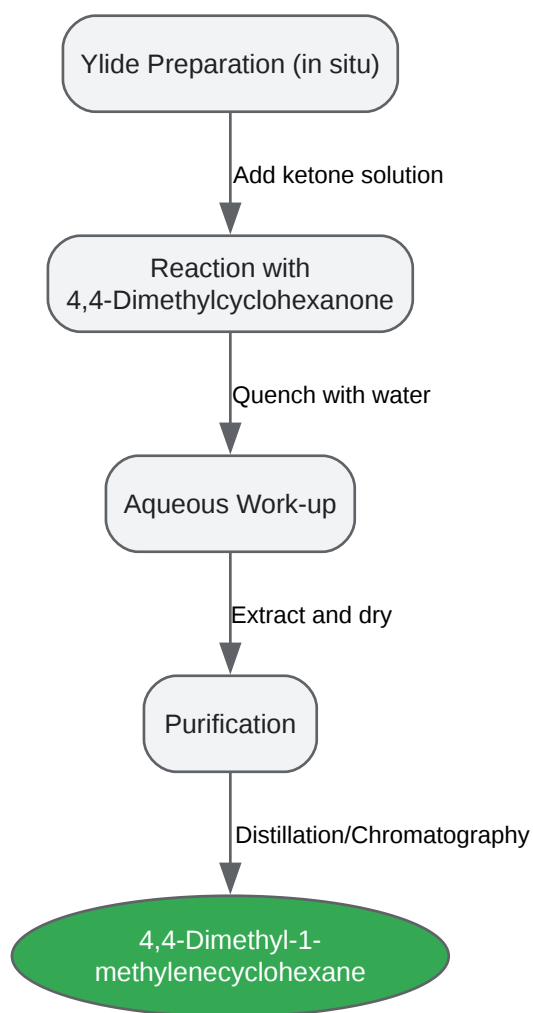 Ylide Preparation (in situ)
Add ketone solution
Reaction with
4,4-Dimethylcyclohexanone
Quench with water
Aqueous Work-up
Extract and dry
Purification
Distillation/Chromatography
4,4-Dimethyl-1-
methylenecyclohexane